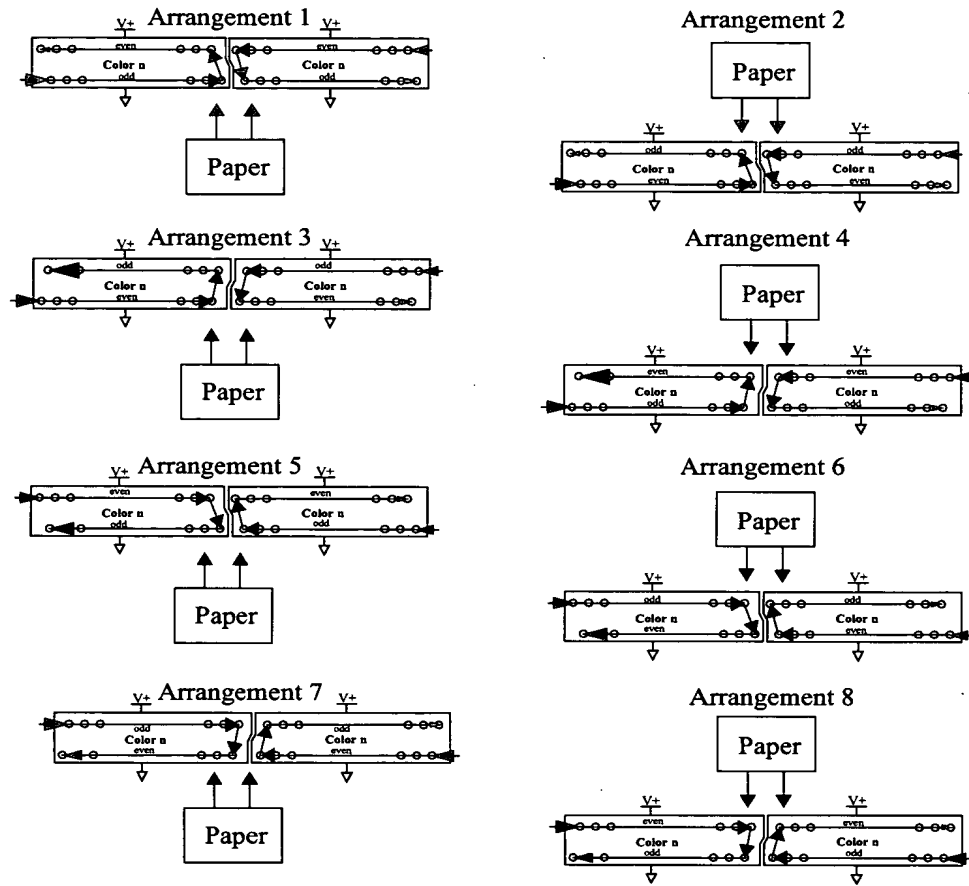 Arrangement 1
V+ V+
even even
Color n Color n
odd odd
Paper
Arrangement 2
Paper
V+ V+
odd odd
Color n Color n
even even
Arrangement 3
V+ V+
odd odd
Color n Color n
even even
Paper
Arrangement 4
Paper
V+ V+
even even
Color n Color n
odd odd
Arrangement 5
V+ V+
even even
Color n Color n
odd odd
Paper
Arrangement 6
Paper
V+ V+
odd odd
Color n Color n
even even
Arrangement 7
V+ V+
odd odd
Color n Color n
even even
Paper
Arrangement 8
Paper
V+ V+
even even
Color n Color n
odd odd